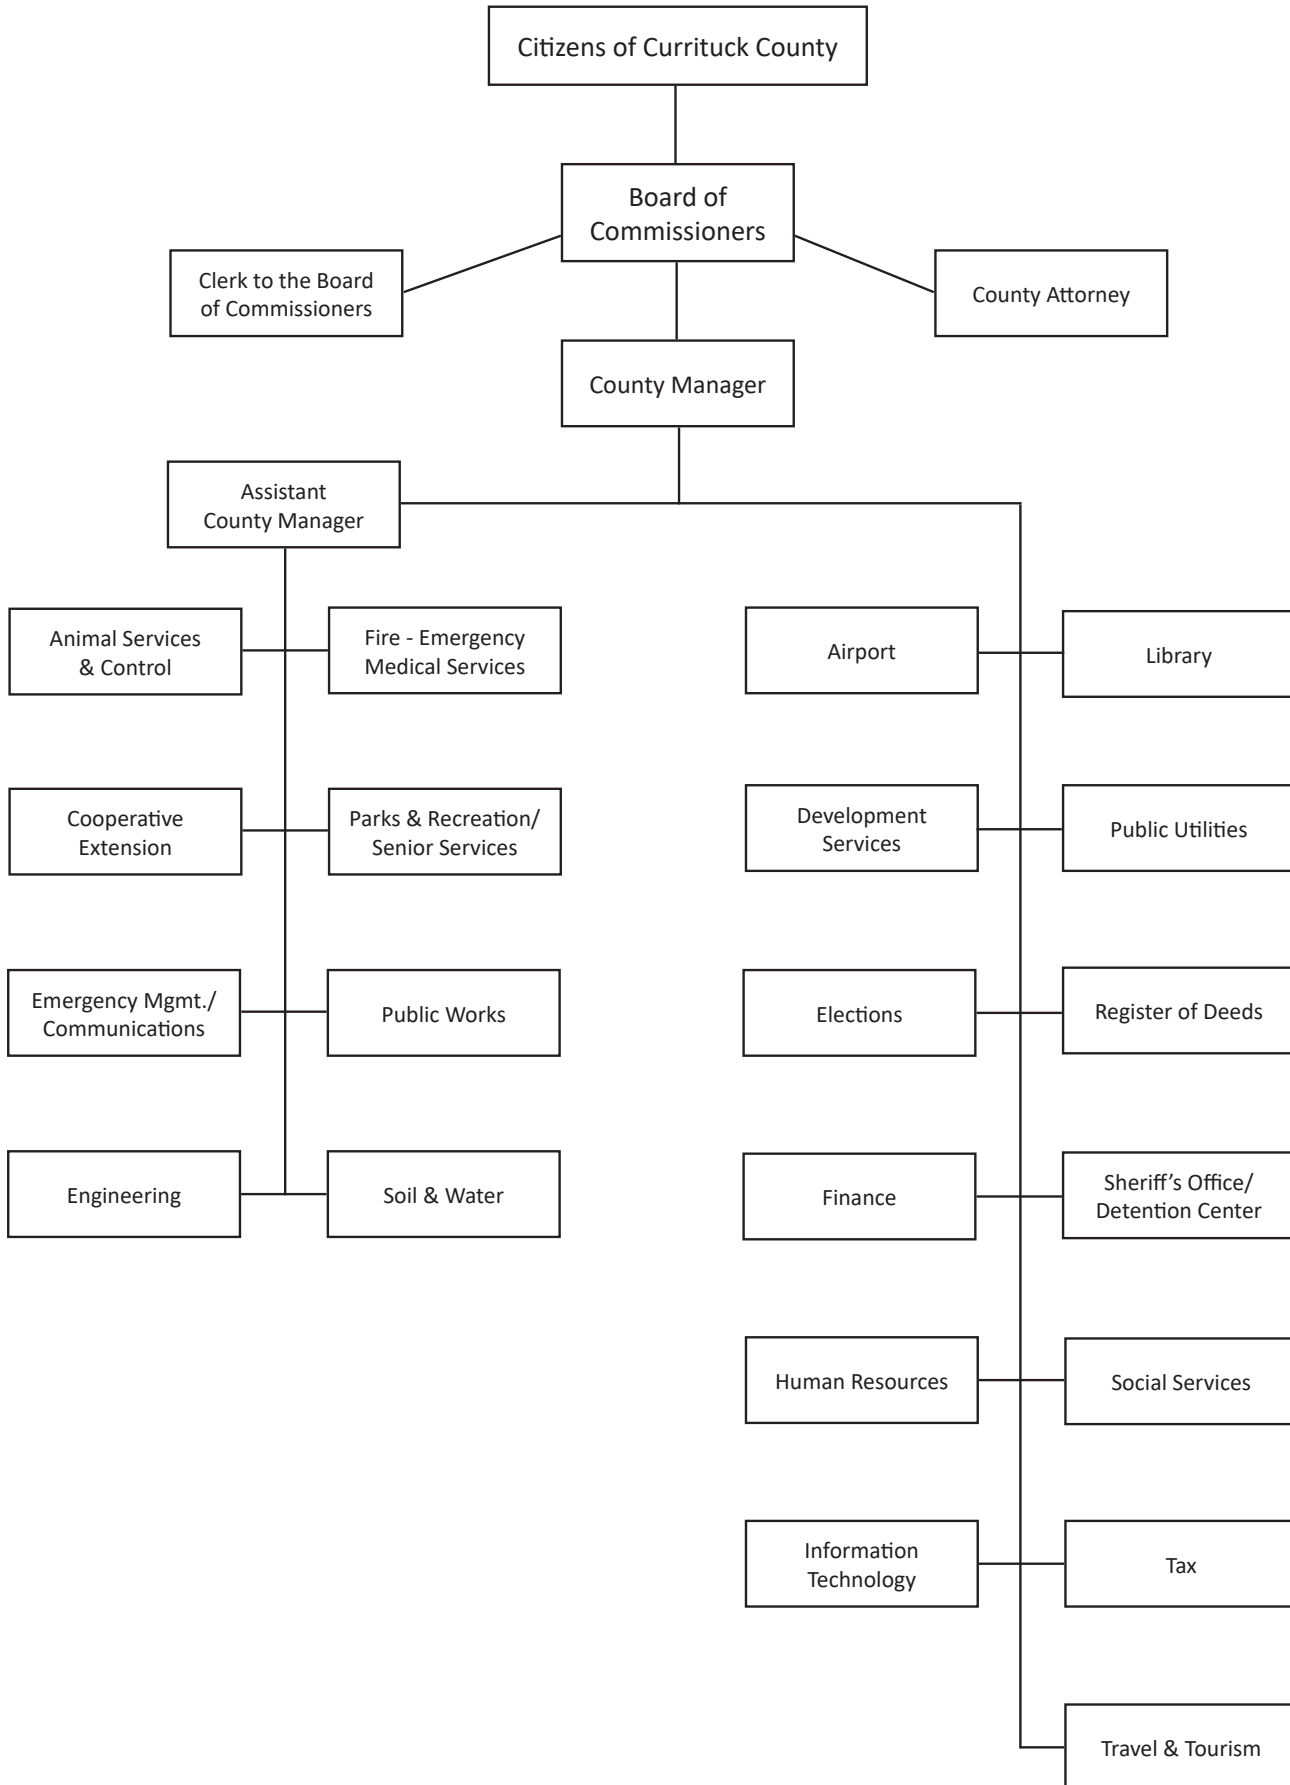 Citizens of Currituck County
Board of
Commissioners
Clerk to the Board
of Commissioners
County Attorney
County Manager
Assistant
County Manager
Animal Services
& Control
Fire - Emergency
Medical Services
Airport
Library
Cooperative
Extension
Parks & Recreation/
Senior Services
Development
Services
Public Utilities
Emergency Mgmt./
Communications
Public Works
Elections
Register of Deeds
Engineering
Soil & Water
Finance
Sheriff’s Office/
Detention Center
Human Resources
Social Services
Information
Technology
Tax
Travel & Tourism